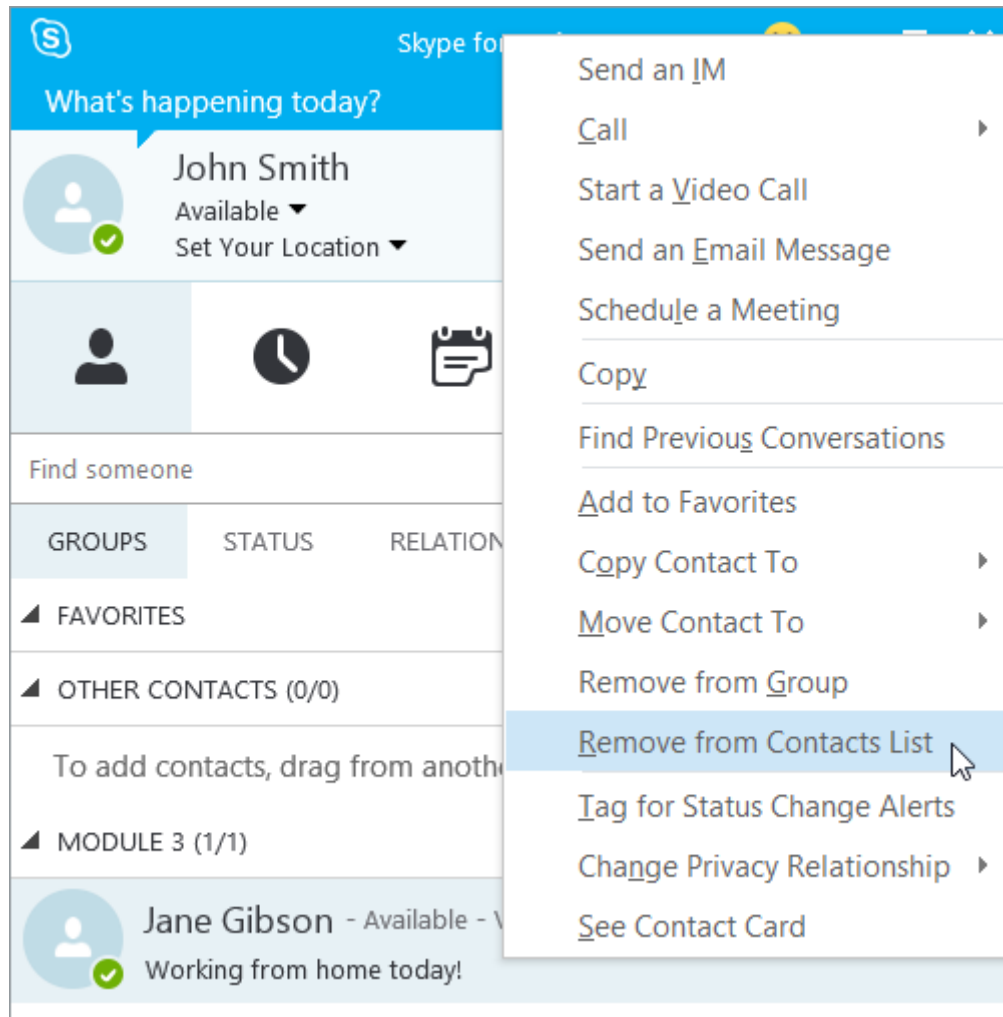 Skype for
What's happening today?
John Smith
Available
Set Your Location
Find someone
GROUPS STATUS RELATION
FAVORITES
OTHER CONTACTS (0/0)
To add contacts, drag from
MODULE 3 (1/1)
Jane Gibson - Available -
Working from home today!
Send an IM
Call
Start a Video Call
Send an Email Message
Schedule a Meeting
Copy
Find Previous Conversations
Add to Favorites
Copy Contact To
Move Contact To
Remove from Group
Remove from Contacts List
Tag for Status Change Alerts
Change Privacy Relationship
See Contact Card